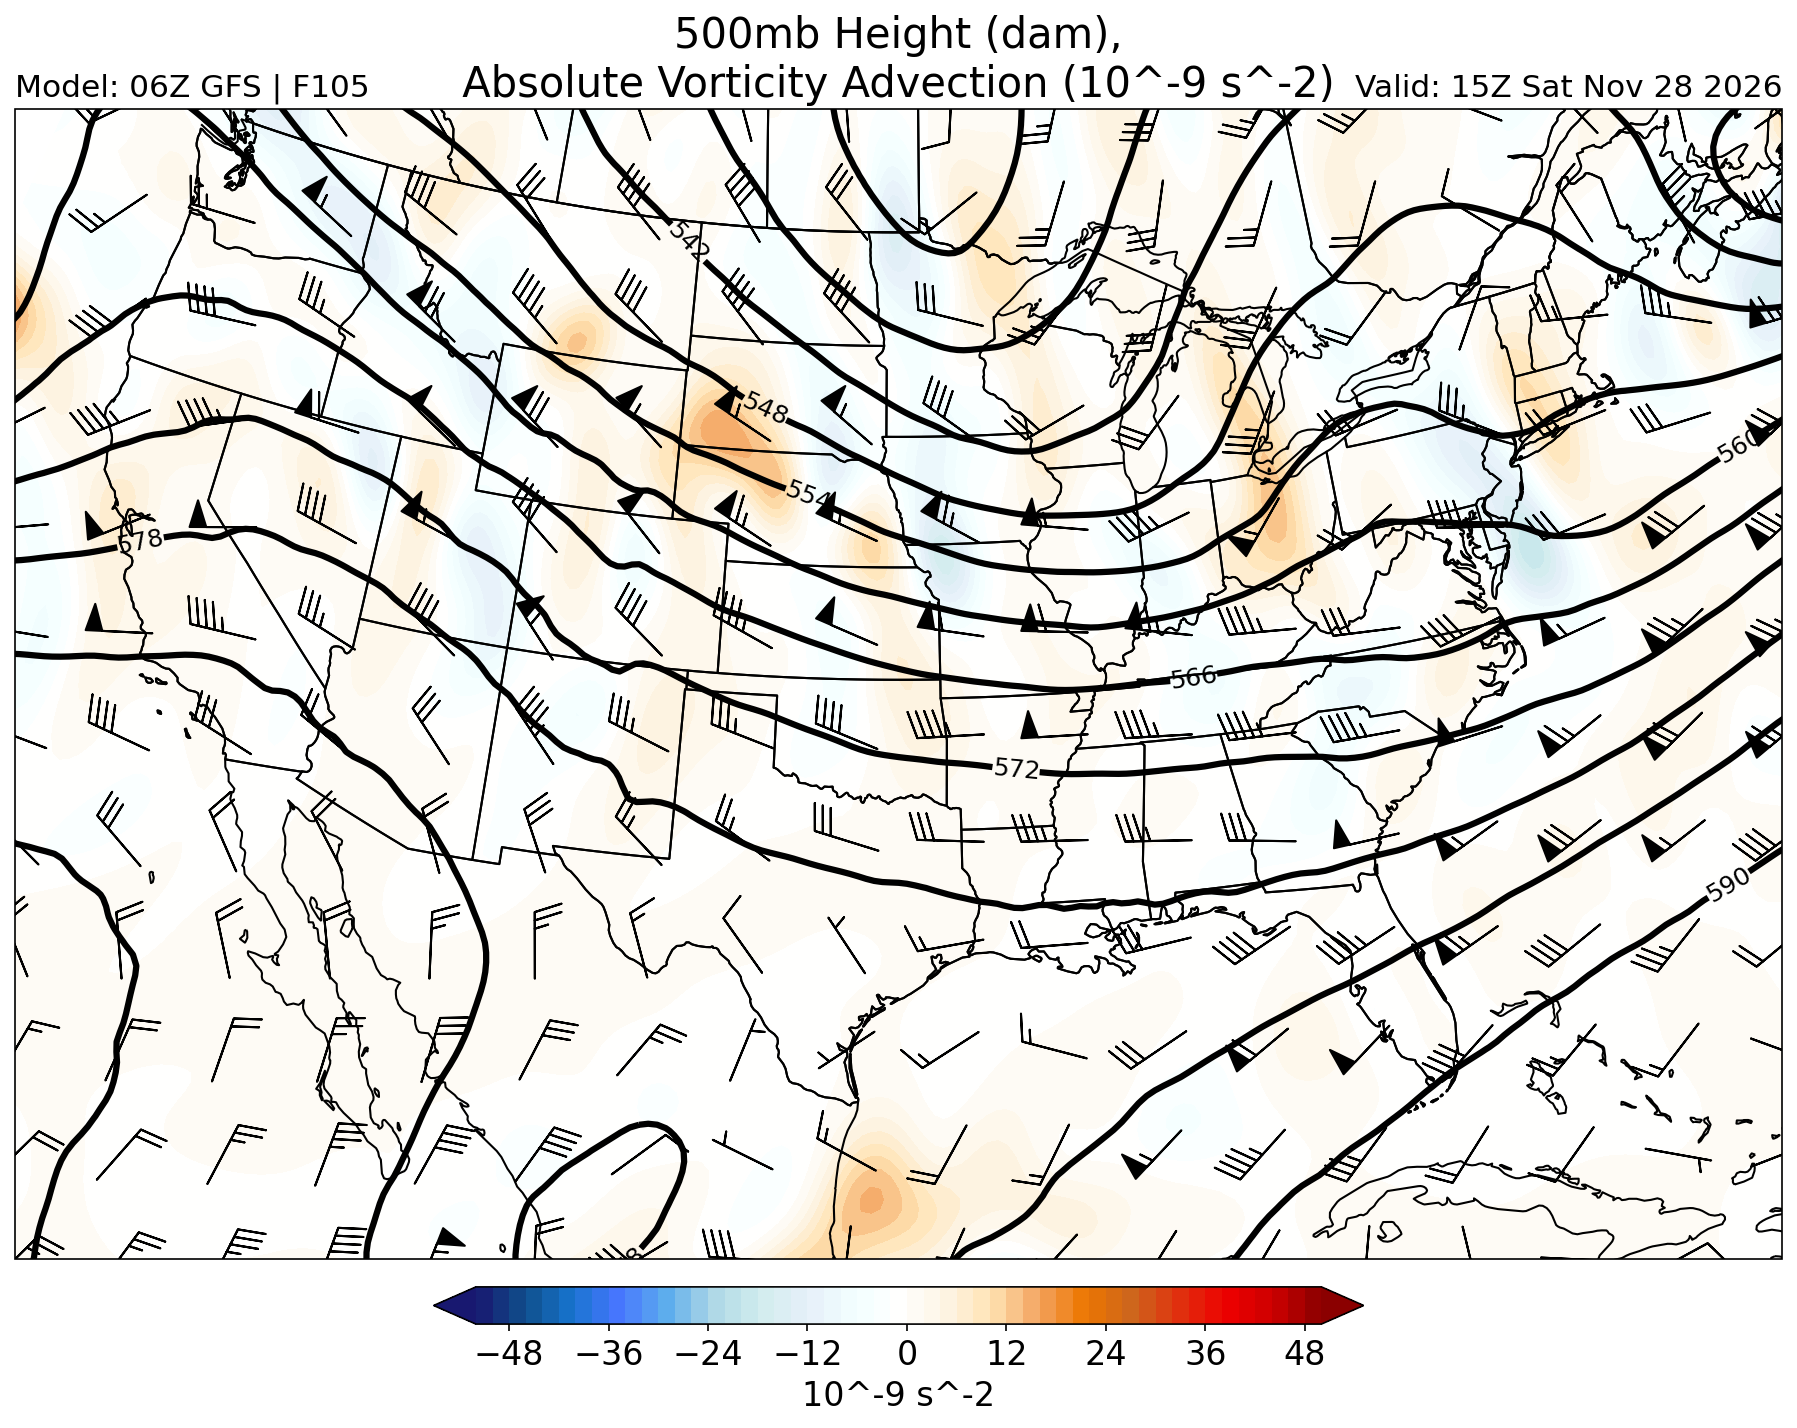 500mb Height (dam),
Model: 06Z GFS | F105
Absolute Vorticity Advection (10^-9 s^-2)
Valid: 15Z Sat Nov 28 2026
542
548
554
560
578
566
572
590
−48 −36 −24 −12 0 12 24 36 48
10^-9 s^-2